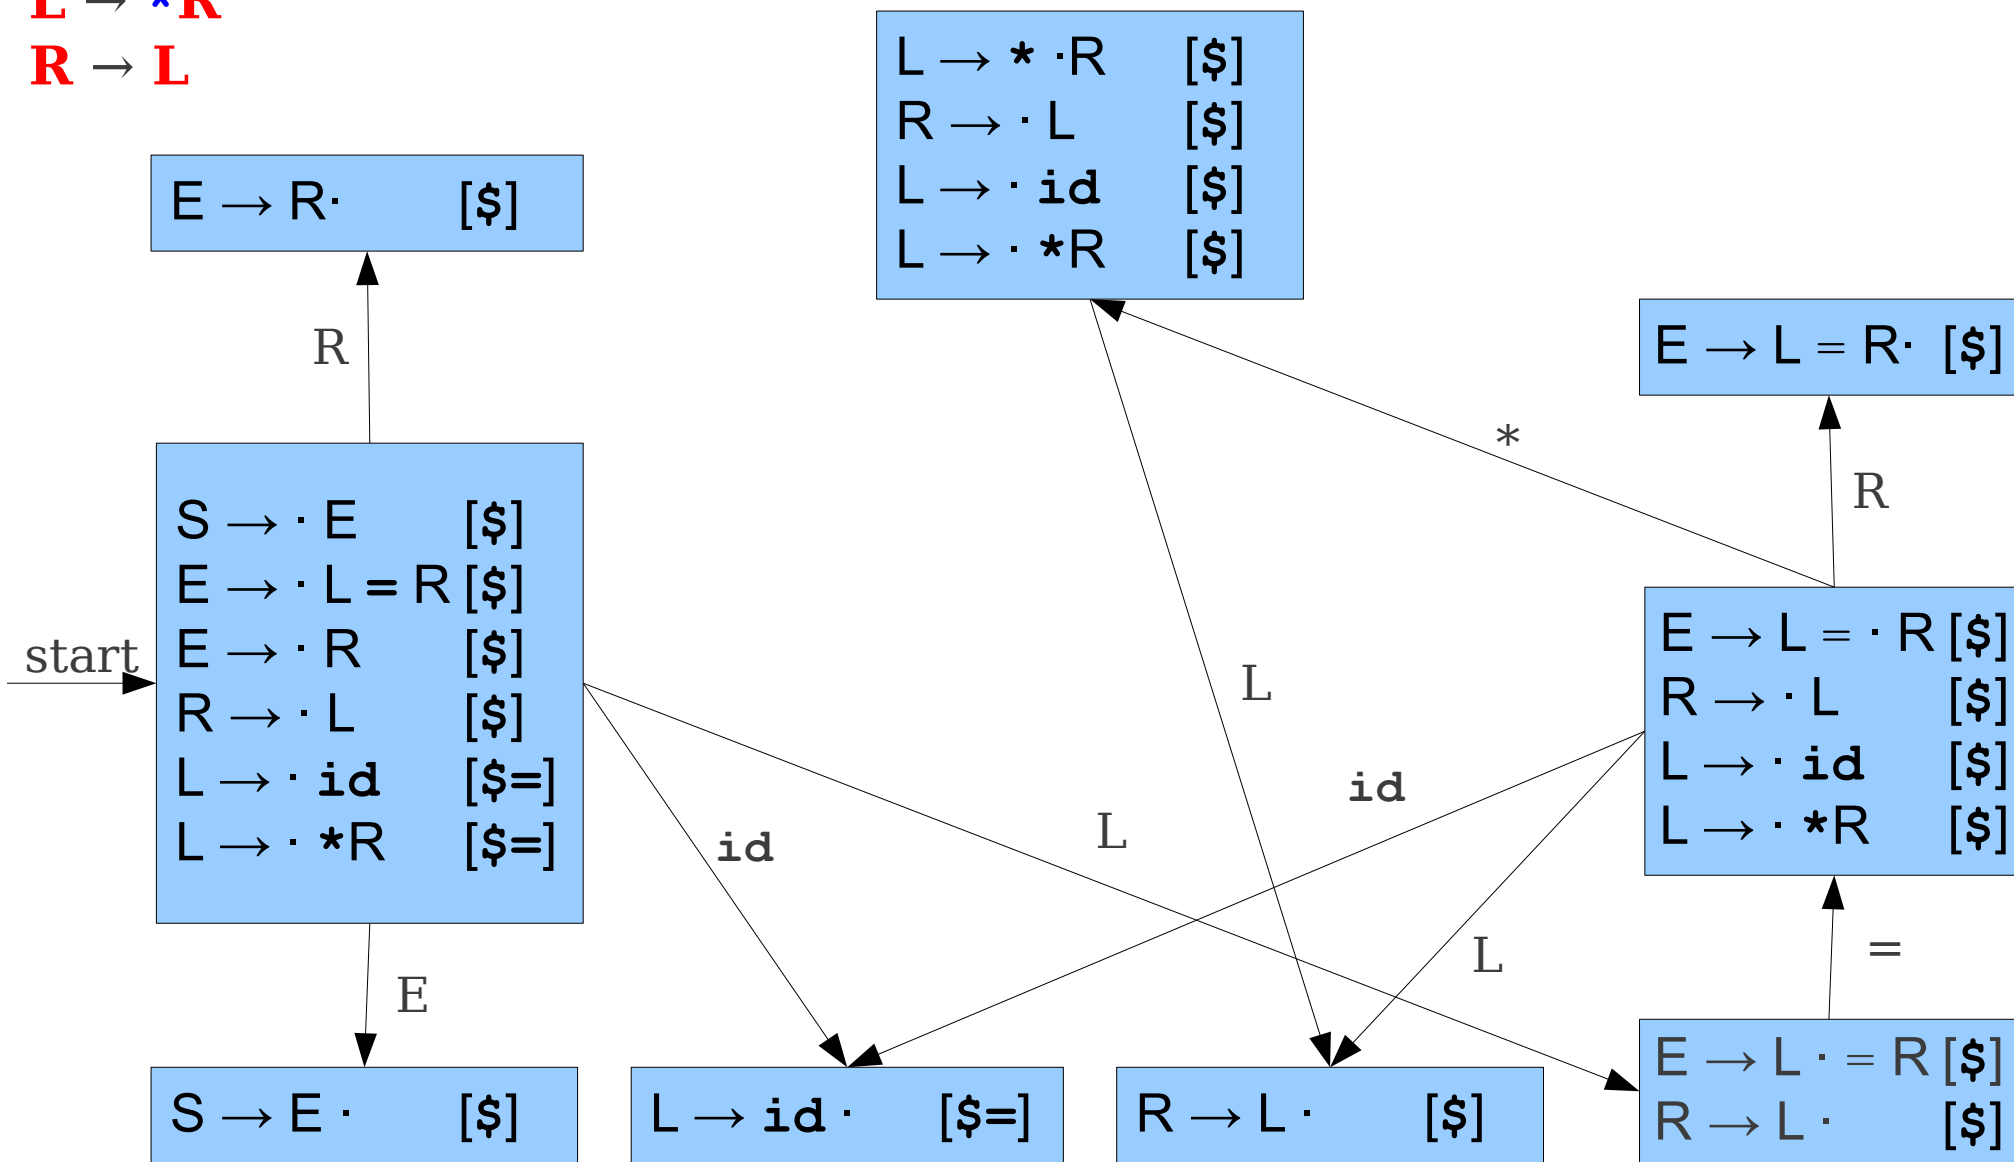 L → *R
R → L
L → * ·R [$]
R → · L [$]
L → · id [$]
L → · *R [$]
E → R· [$]
R
E → L = R· [$]
*
R
start
S → · E [$]
E → · L = R [$]
E → · R [$]
R → · L [$]
L → · id [$=]
L → · *R [$=]
E → L = · R [$]
R → · L [$]
L → · id [$]
L → · *R [$]
L
id
L
id
L
=
E
S → E · [$]
L → id · [$=]
R → L · [$]
E → L · = R [$]
R → L · [$]